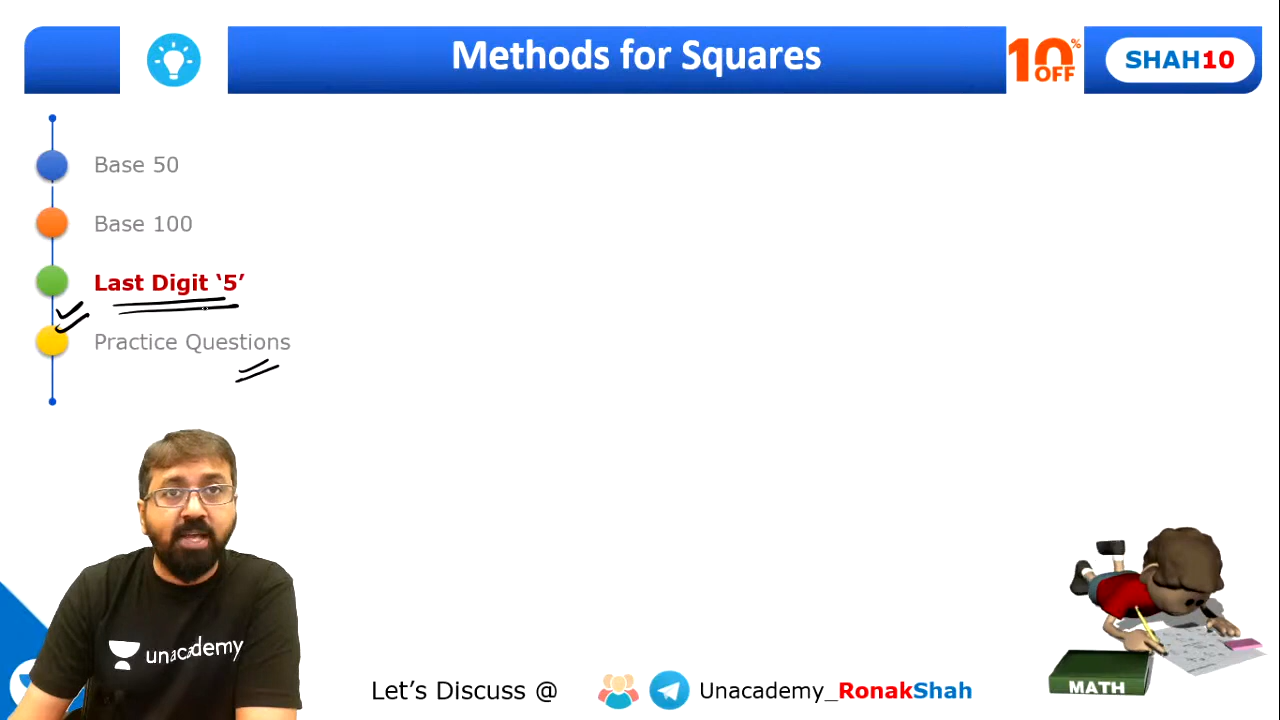 Methods for Squares
10% OFF
SHAH10
Base 50
Base 100
Last Digit ‘5’
Practice Questions
unacademy
MATH
Let’s Discuss @ Unacademy_RonakShah